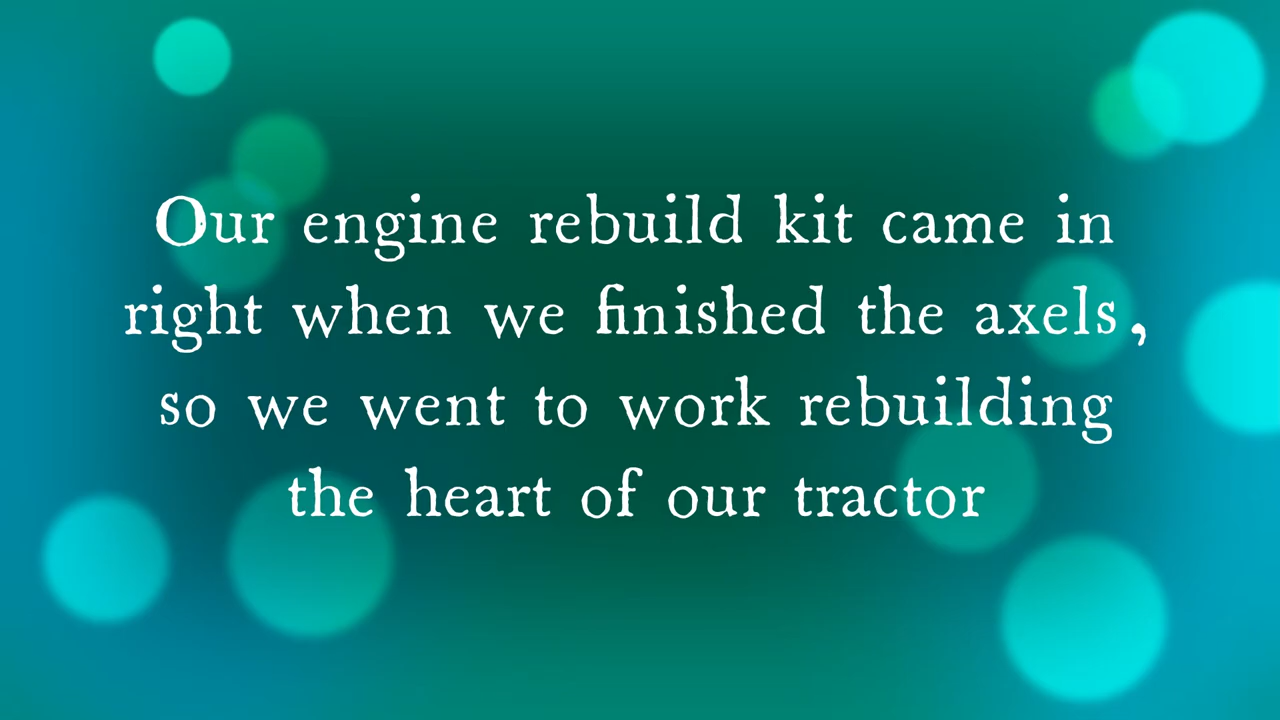 Our engine rebuild kit came in
right when we finished the axels,
so we went to work rebuilding
the heart of our tractor